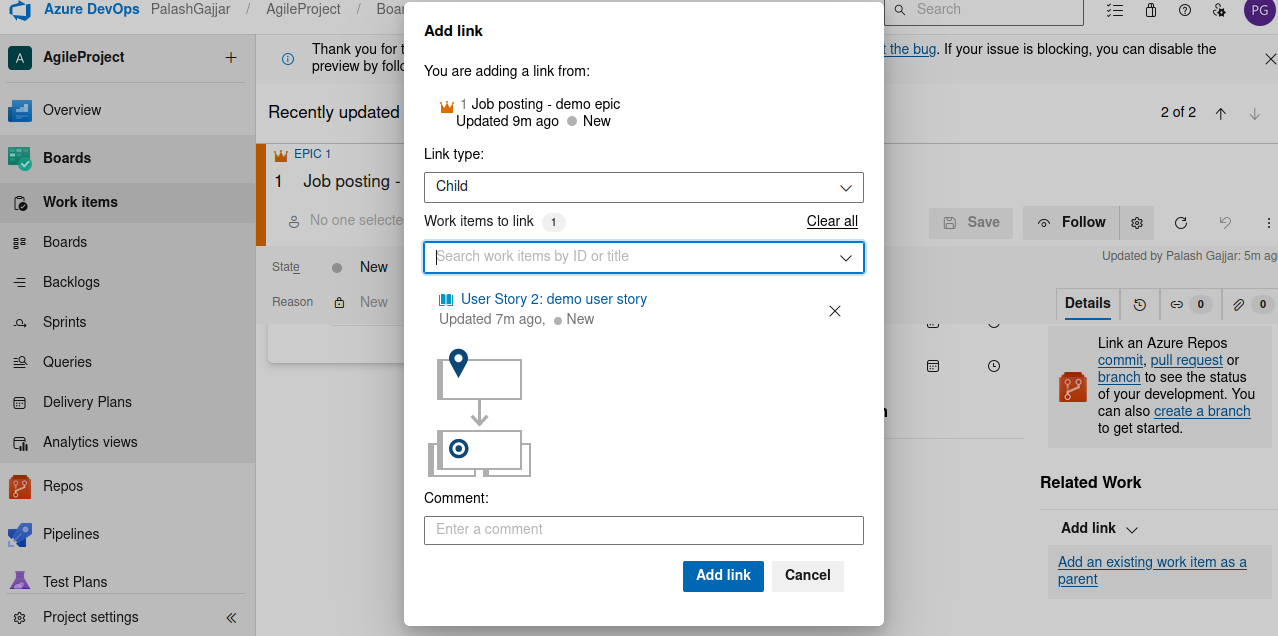 Azure DevOps PalashGajjar / AgileProject / Boa
Search
PG
A AgileProject
Overview
Boards
Work items
Boards
Backlogs
Sprints
Queries
Delivery Plans
Analytics views
Repos
Pipelines
Test Plans
Project settings
Thank you for t
preview by follo
t the bug. If your issue is blocking, you can disable the
Recently updated
2 of 2
EPIC 1
1 Job posting -
No one selecte
State New
Reason New
Save
Follow
Updated by Palash Gajjar: 5m ag
Details
0
0
Add link
You are adding a link from:
1 Job posting - demo epic
Updated 9m ago New
Link type:
Child
Work items to link 1
Clear all
Search work items by ID or title
User Story 2: demo user story
Updated 7m ago, New
Comment:
Enter a comment
Add link
Cancel
Link an Azure Repos
commit, pull request or
branch to see the status
of your development. You
can also create a branch
to get started.
Related Work
Add link
Add an existing work item as a
parent